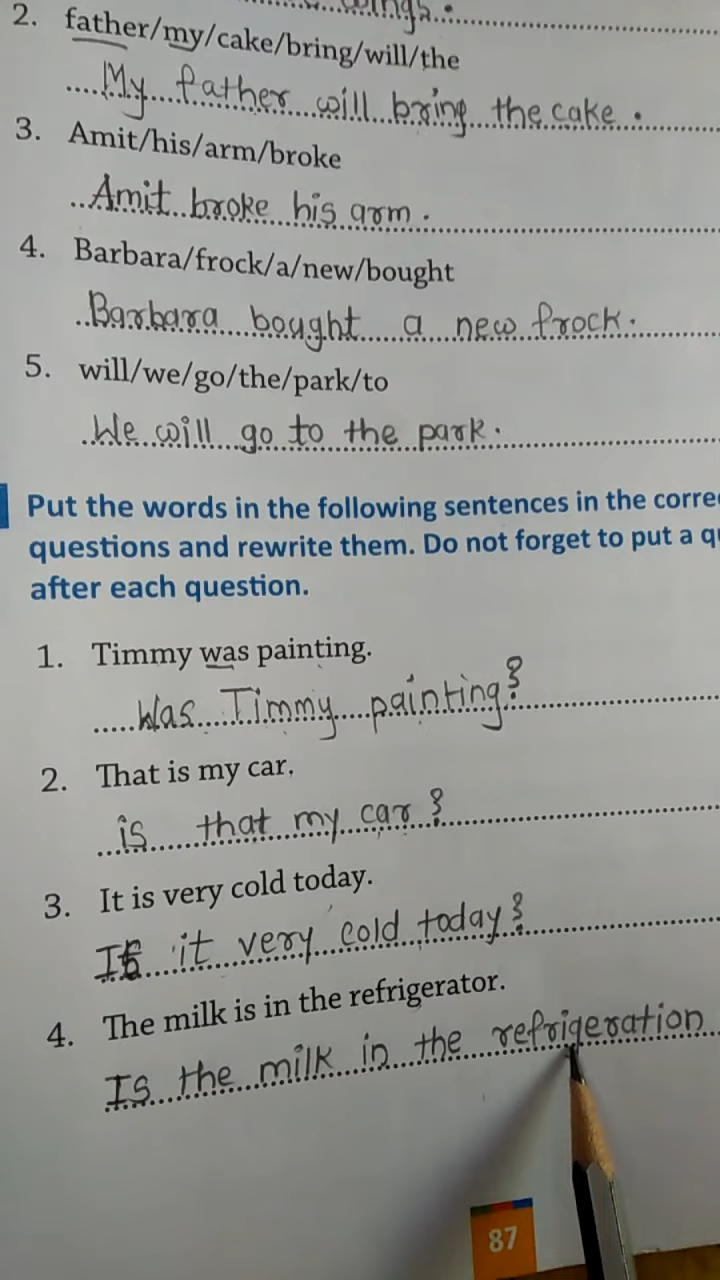 2. father/my/cake/bring/will/the
My father will bring the cake.
3. Amit/his/arm/broke
Amit broke his arm.
4. Barbara/frock/a/new/bought
Barbara bought a new frock.
5. will/we/go/the/park/to
We will go to the park.
Put the words in the following sentences in the corre
questions and rewrite them. Do not forget to put a q
after each question.
1. Timmy was painting.
Was Timmy painting?
2. That is my car.
is that my car?
3. It is very cold today.
Is it very cold today?
4. The milk is in the refrigerator.
Is the milk in the refrigeration
87